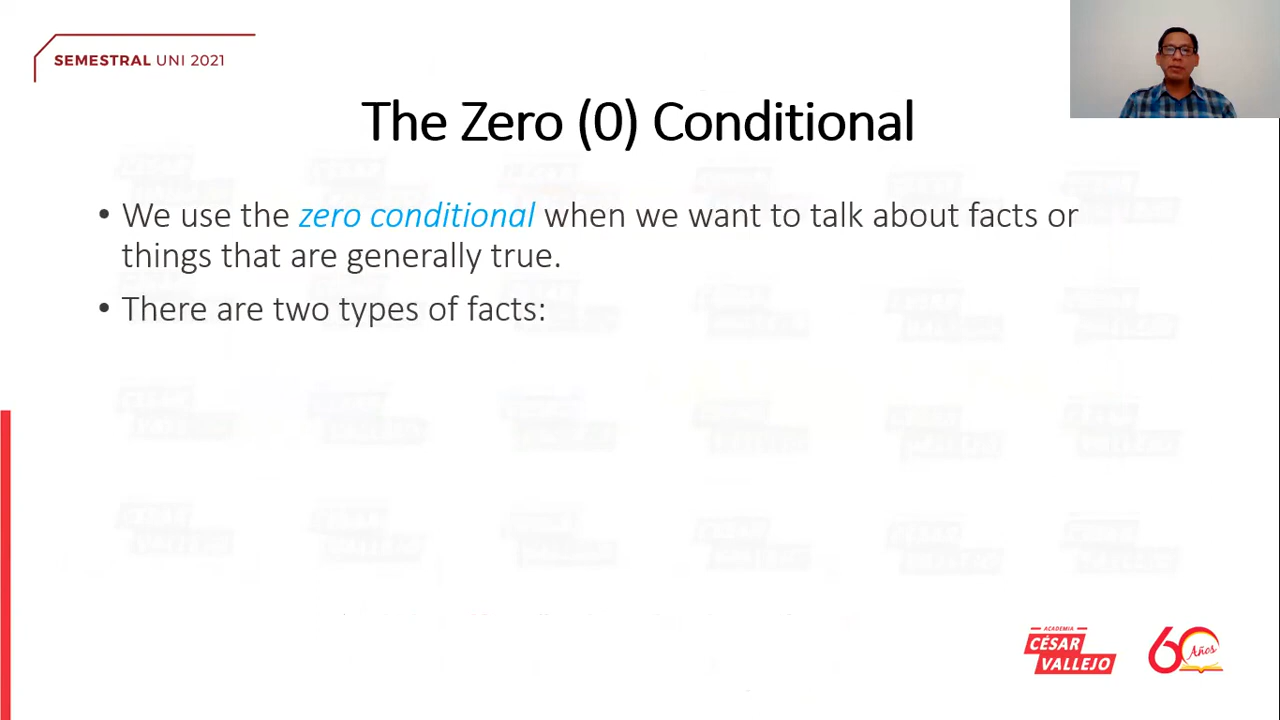 SEMESTRAL UNI 2021
The Zero (0) Conditional
• We use the zero conditional when we want to talk about facts or
things that are generally true.
• There are two types of facts:
ACADEMIA
CÉSAR
VALLEJO
60 Años